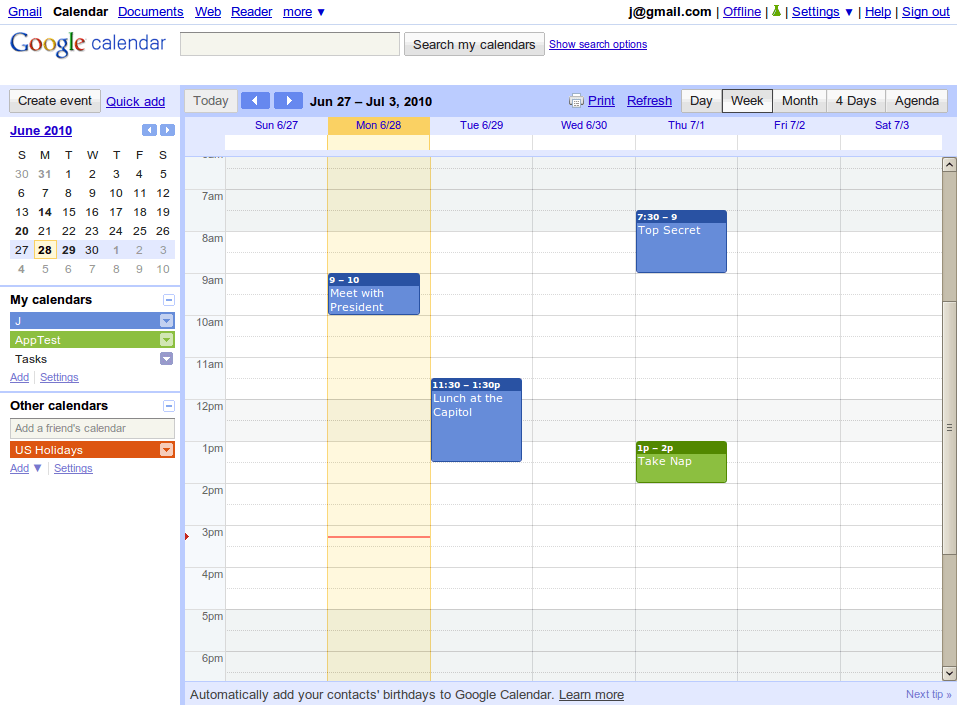 Gmail Calendar Documents Web Reader more ▼
j@gmail.com | Offline | | Settings ▼ | Help | Sign out
Google calendar
Search my calendars
Show search options
Create event Quick add
Today
Jun 27 – Jul 3, 2010
Print Refresh
Day Week Month 4 Days Agenda
June 2010
S M T W T F S
30 31 1 2 3 4 5
6 7 8 9 10 11 12
13 14 15 16 17 18 19
20 21 22 23 24 25 26
27 28 29 30 1 2 3
4 5 6 7 8 9 10
My calendars
J
AppTest
Tasks
Add | Settings
Other calendars
Add a friend's calendar
US Holidays
Add ▼ | Settings
Sun 6/27 Mon 6/28 Tue 6/29 Wed 6/30 Thu 7/1 Fri 7/2 Sat 7/3
7am
7:30 – 9
Top Secret
8am
9am
9 – 10
Meet with
President
10am
11am
11:30 – 1:30p
Lunch at the
Capitol
12pm
1pm
1p – 2p
Take Nap
2pm
3pm
4pm
5pm
6pm
Automatically add your contacts' birthdays to Google Calendar. Learn more
Next tip »